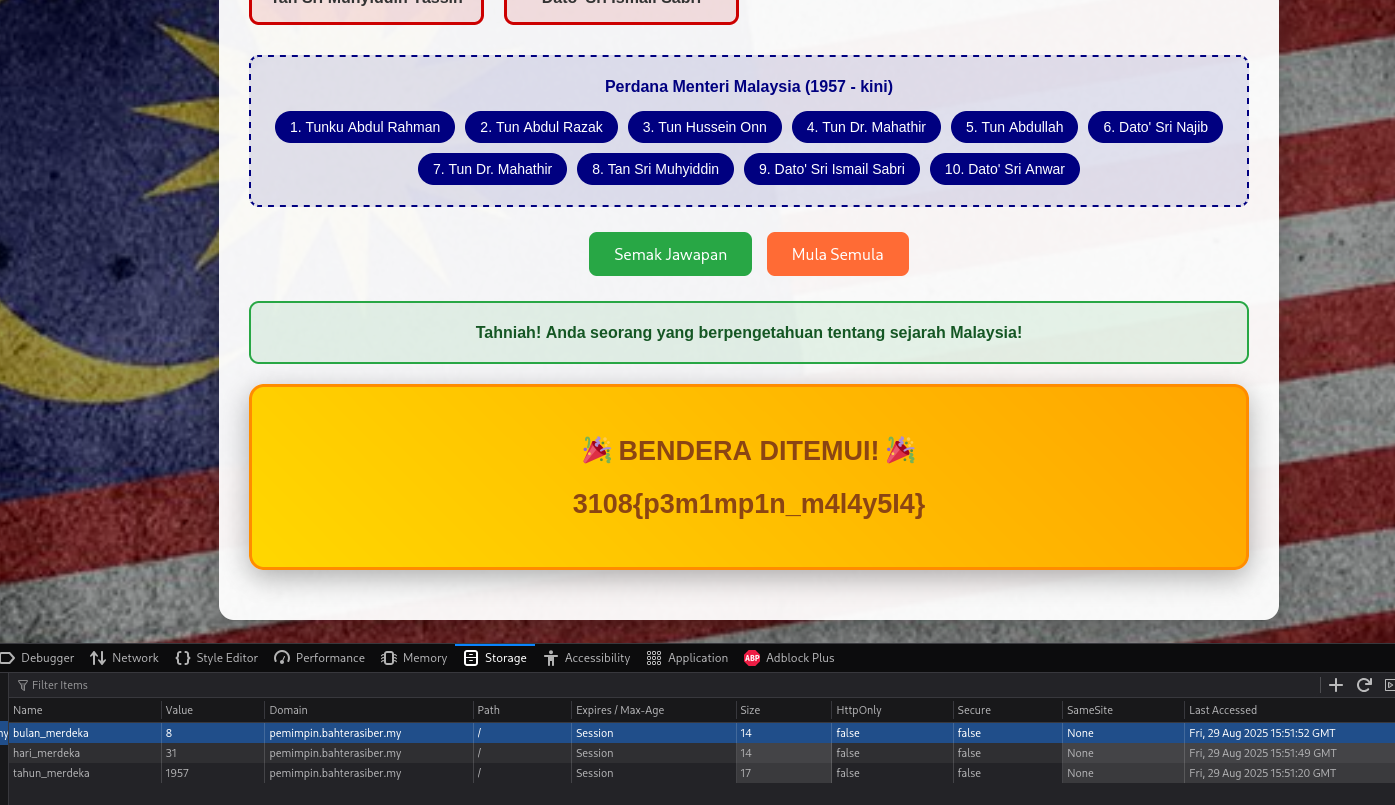 Tan Sri Muhyiddin Yassin Dato' Sri Ismail Sabri
Perdana Menteri Malaysia (1957 - kini)
1. Tunku Abdul Rahman 2. Tun Abdul Razak 3. Tun Hussein Onn 4. Tun Dr. Mahathir 5. Tun Abdullah 6. Dato' Sri Najib
7. Tun Dr. Mahathir 8. Tan Sri Muhyiddin 9. Dato' Sri Ismail Sabri 10. Dato' Sri Anwar
Semak Jawapan Mula Semula
Tahniah! Anda seorang yang berpengetahuan tentang sejarah Malaysia!
🎉 BENDERA DITEMUI! 🎉
3108{p3m1mp1n_m4l4y5I4}
Debugger Network Style Editor Performance Memory Storage Accessibility Application ABP Adblock Plus
Filter Items
Name Value Domain Path Expires / Max-Age Size HttpOnly Secure SameSite Last Accessed
bulan_merdeka 8 pemimpin.bahterasiber.my / Session 14 false false None Fri, 29 Aug 2025 15:51:52 GMT
hari_merdeka 31 pemimpin.bahterasiber.my / Session 14 false false None Fri, 29 Aug 2025 15:51:49 GMT
tahun_merdeka 1957 pemimpin.bahterasiber.my / Session 17 false false None Fri, 29 Aug 2025 15:51:20 GMT